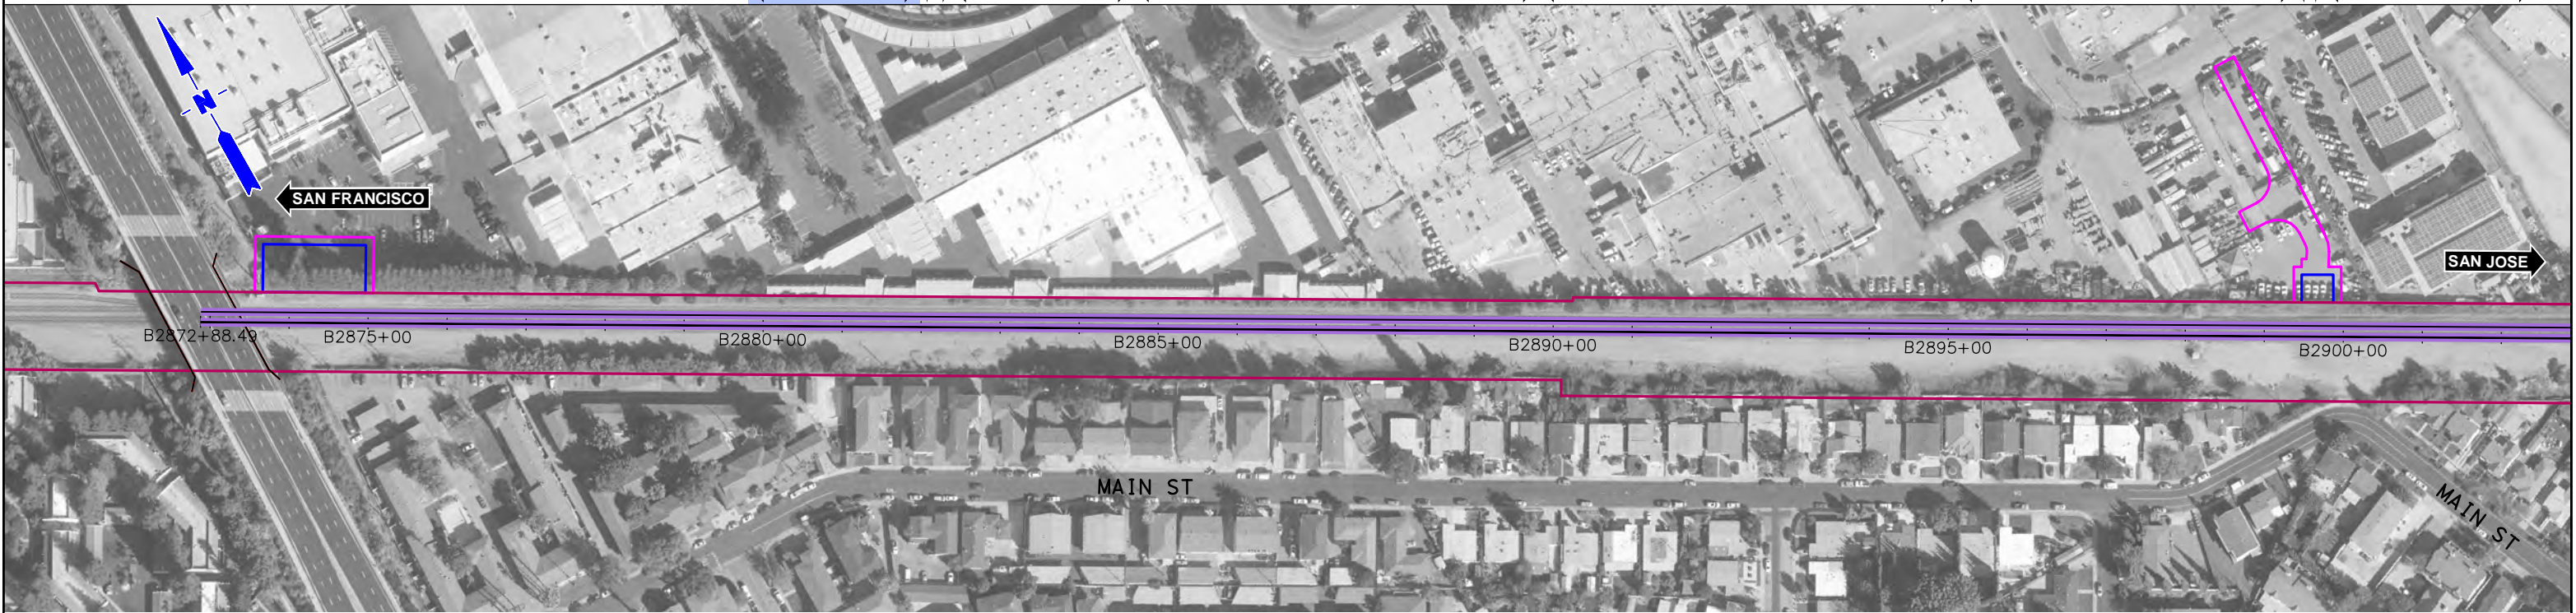 N
SAN FRANCISCO
SAN JOSE
B2872+88.49
B2875+00
B2880+00
B2885+00
B2890+00
B2895+00
B2900+00
MAIN ST
MAIN ST